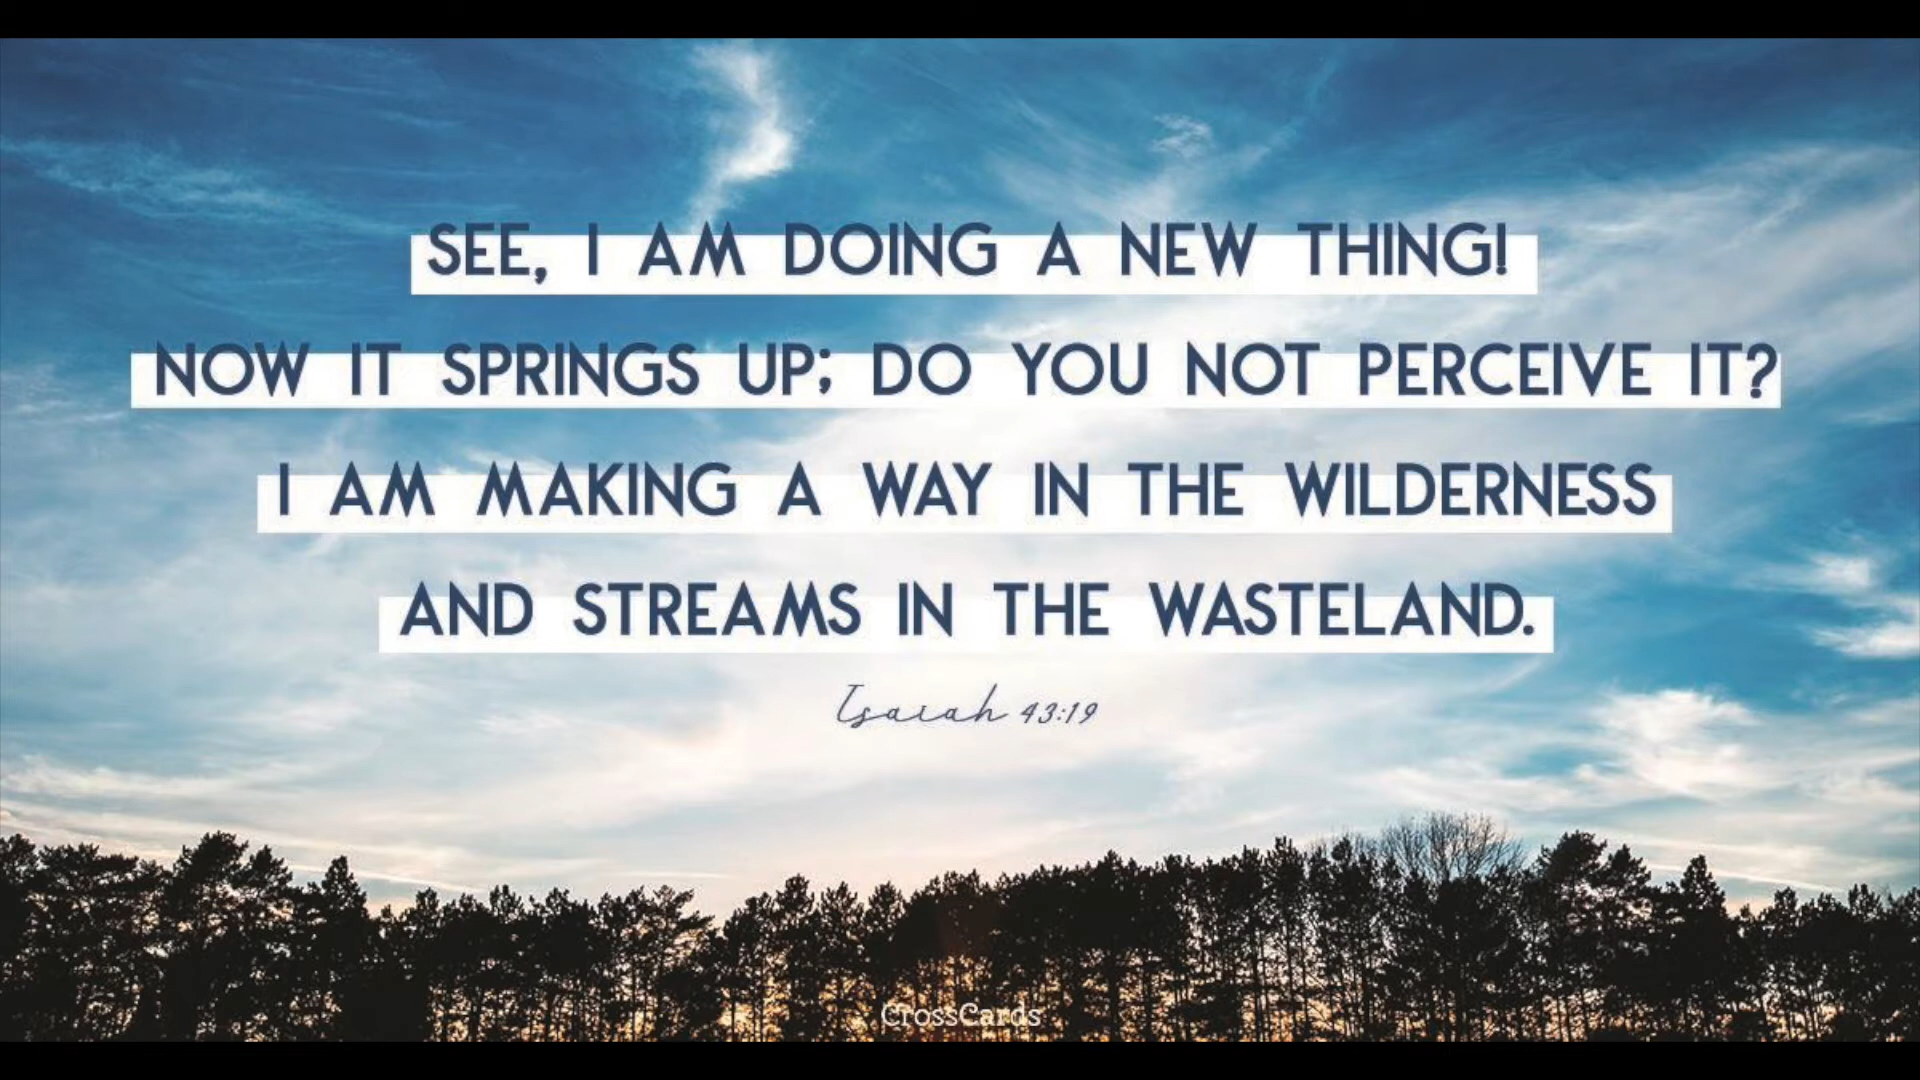 SEE, I AM DOING A NEW THING!
NOW IT SPRINGS UP; DO YOU NOT PERCEIVE IT?
I AM MAKING A WAY IN THE WILDERNESS
AND STREAMS IN THE WASTELAND.
Isaiah 43:19
CrossCards